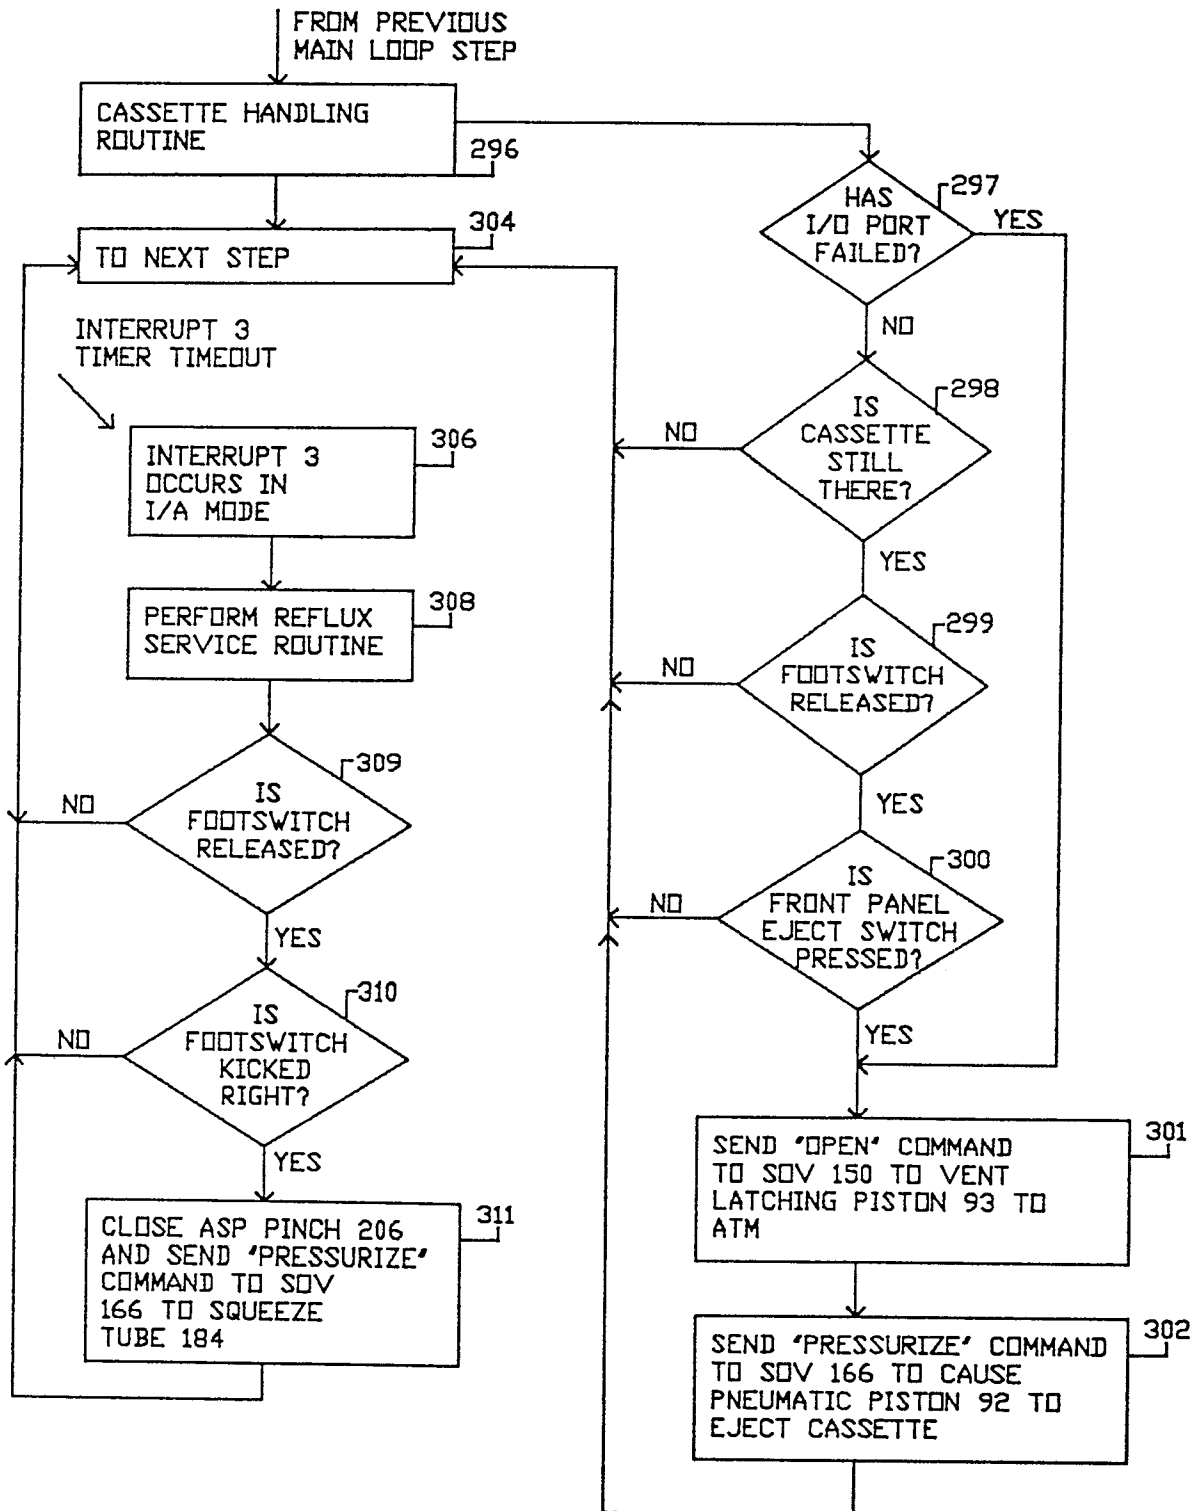 FROM PREVIOUS
MAIN LOOP STEP
CASSETTE HANDLING
ROUTINE
296
304
TO NEXT STEP
INTERRUPT 3
TIMER TIMEOUT
306
INTERRUPT 3
OCCURS IN
I/A MODE
308
PERFORM REFLUX
SERVICE ROUTINE
309
IS
FOOTSWITCH
RELEASED?
NO
YES
310
IS
FOOTSWITCH
KICKED
RIGHT?
NO
YES
311
CLOSE ASP PINCH 206
AND SEND "PRESSURIZE"
COMMAND TO SOV
166 TO SQUEEZE
TUBE 184
297
HAS
I/O PORT
FAILED?
YES
NO
298
IS
CASSETTE
STILL
THERE?
NO
YES
299
IS
FOOTSWITCH
RELEASED?
NO
YES
300
IS
FRONT PANEL
EJECT SWITCH
PRESSED?
NO
YES
301
SEND "OPEN" COMMAND
TO SOV 150 TO VENT
LATCHING PISTON 93 TO
ATM
302
SEND "PRESSURIZE" COMMAND
TO SOV 166 TO CAUSE
PNEUMATIC PISTON 92 TO
EJECT CASSETTE